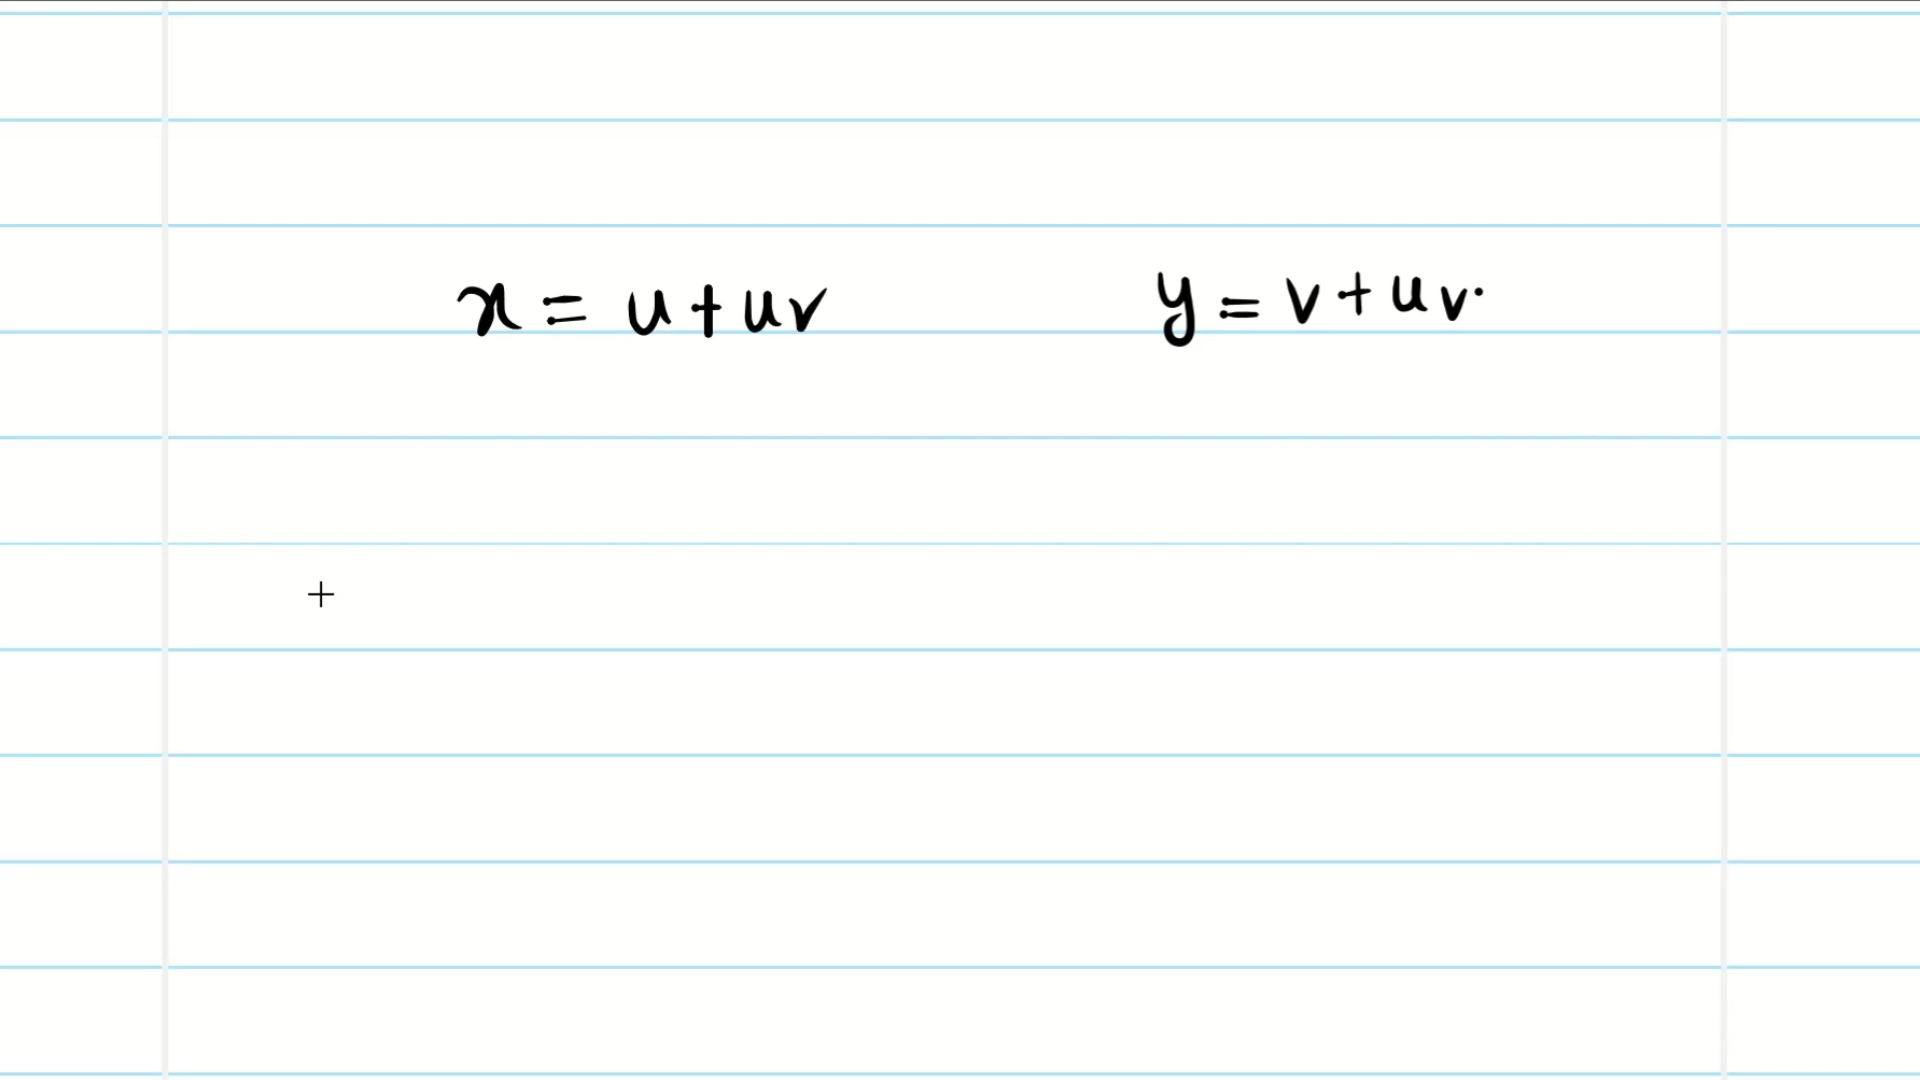 x = u + uv y = v + uv.